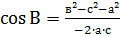 cos B = (в²−c²−a²)/(−2·a·c)